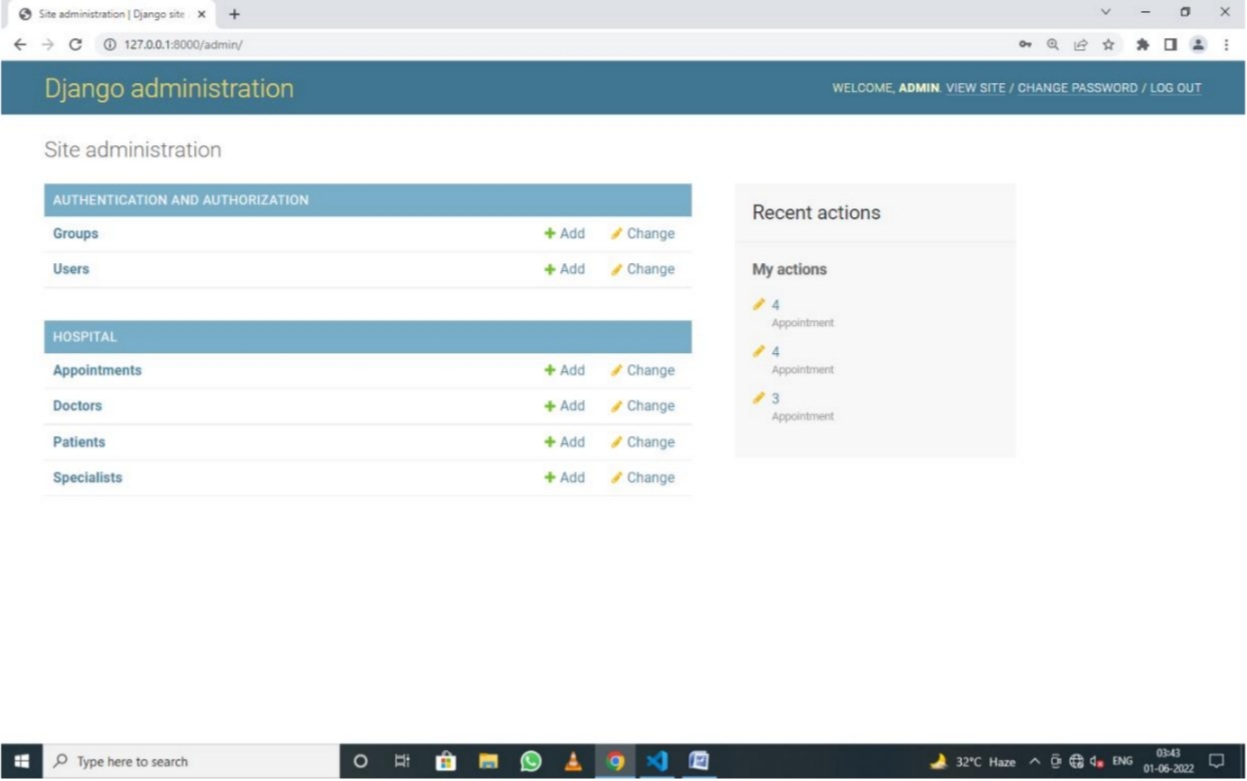 Site administration | Django site
127.0.0.1:8000/admin/
Django administration
WELCOME, ADMIN. VIEW SITE / CHANGE PASSWORD / LOG OUT
Site administration
AUTHENTICATION AND AUTHORIZATION
Groups Add Change
Users Add Change
HOSPITAL
Appointments Add Change
Doctors Add Change
Patients Add Change
Specialists Add Change
Recent actions
My actions
4
Appointment
4
Appointment
3
Appointment
Type here to search
32°C Haze
ENG
03:43
01-06-2022